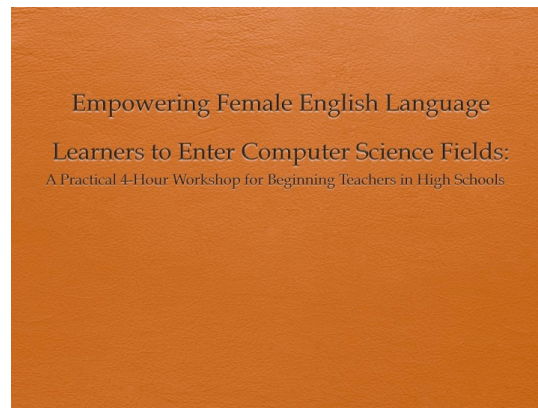 Empowering Female English Language
Learners to Enter Computer Science Fields:
A Practical 4-Hour Workshop for Beginning Teachers in High Schools